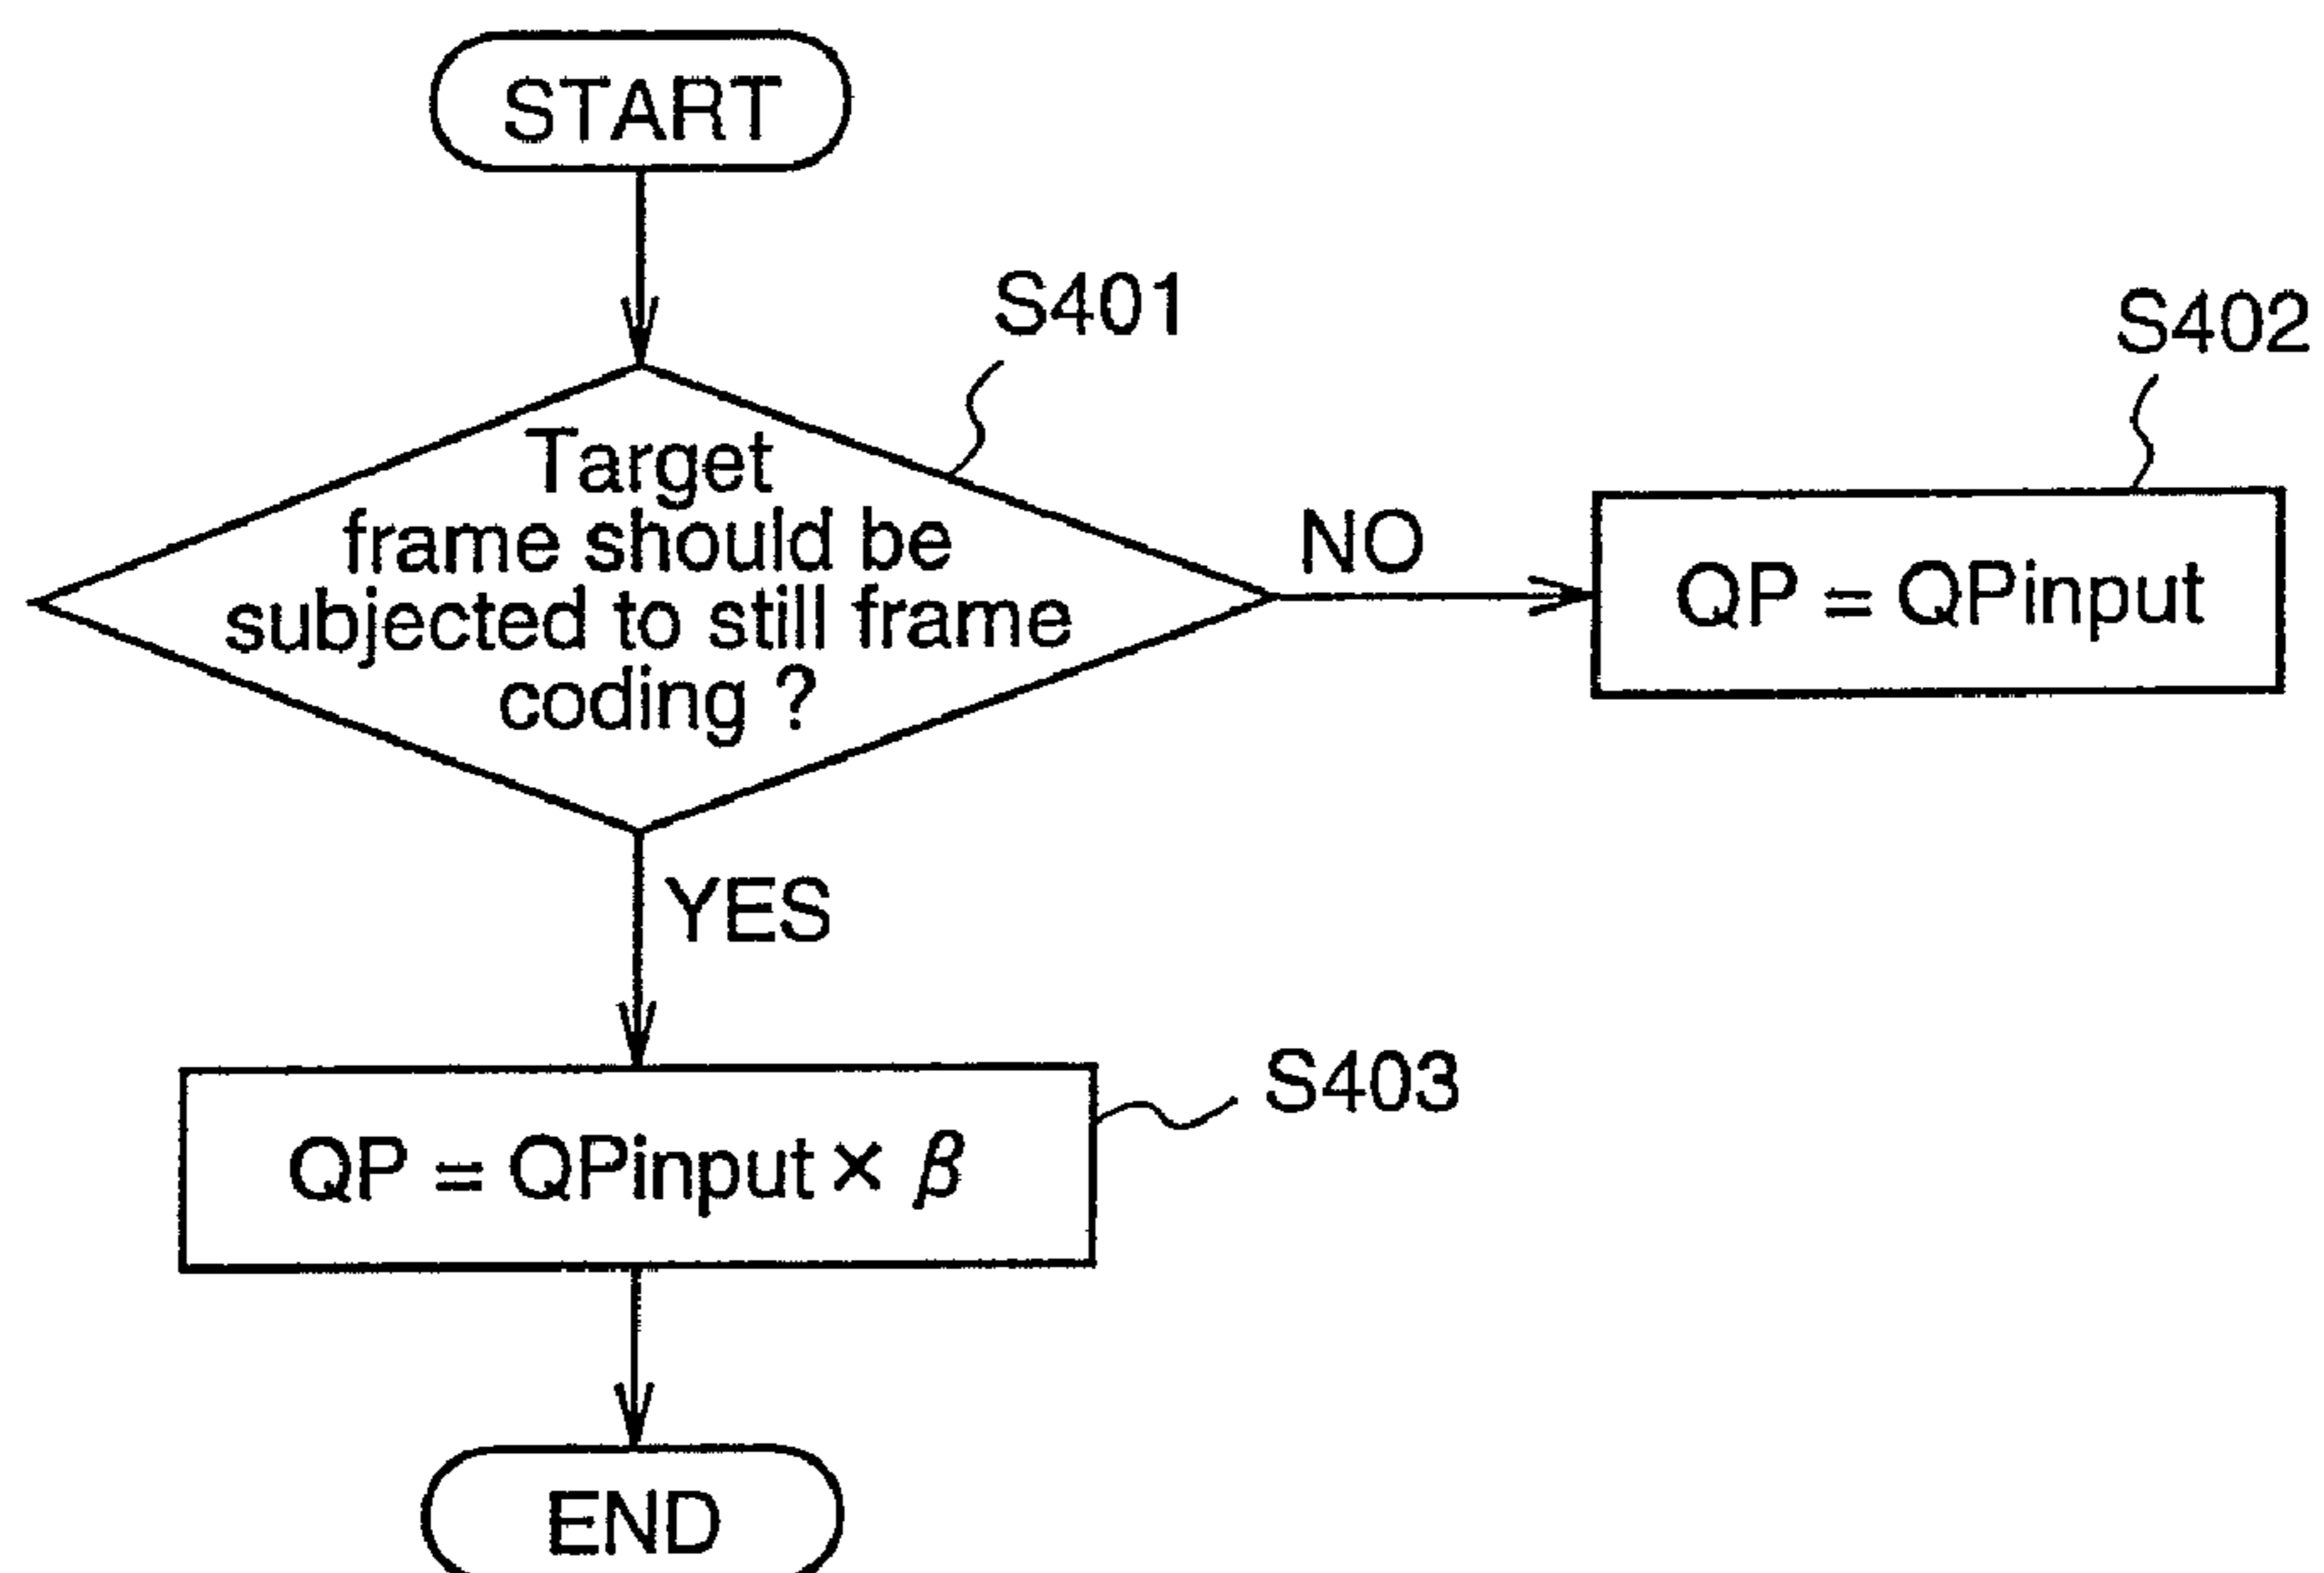 START
S401
S402
Target
frame should be
subjected to still frame
coding ?
NO
QP = QPinput
YES
S403
QP = QPinput × β
END